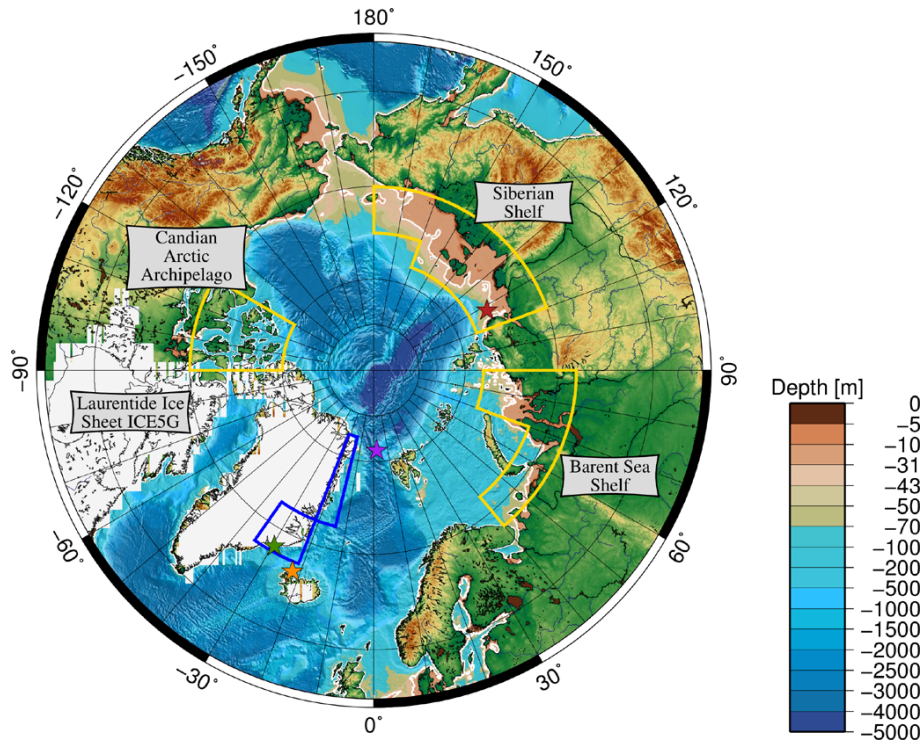 180°
−150°
150°
−120°
120°
Siberian
Shelf
Candian
Arctic
Archipelago
−90°
90
Laurentide Ice
Sheet ICE5G
Barent Sea
Shelf
−60°
60°
−30°
30°
0°
Depth [m]
0
−5
−10
−31
−43
−50
−70
−100
−200
−500
−1000
−1500
−2500
−3000
−4000
−5000